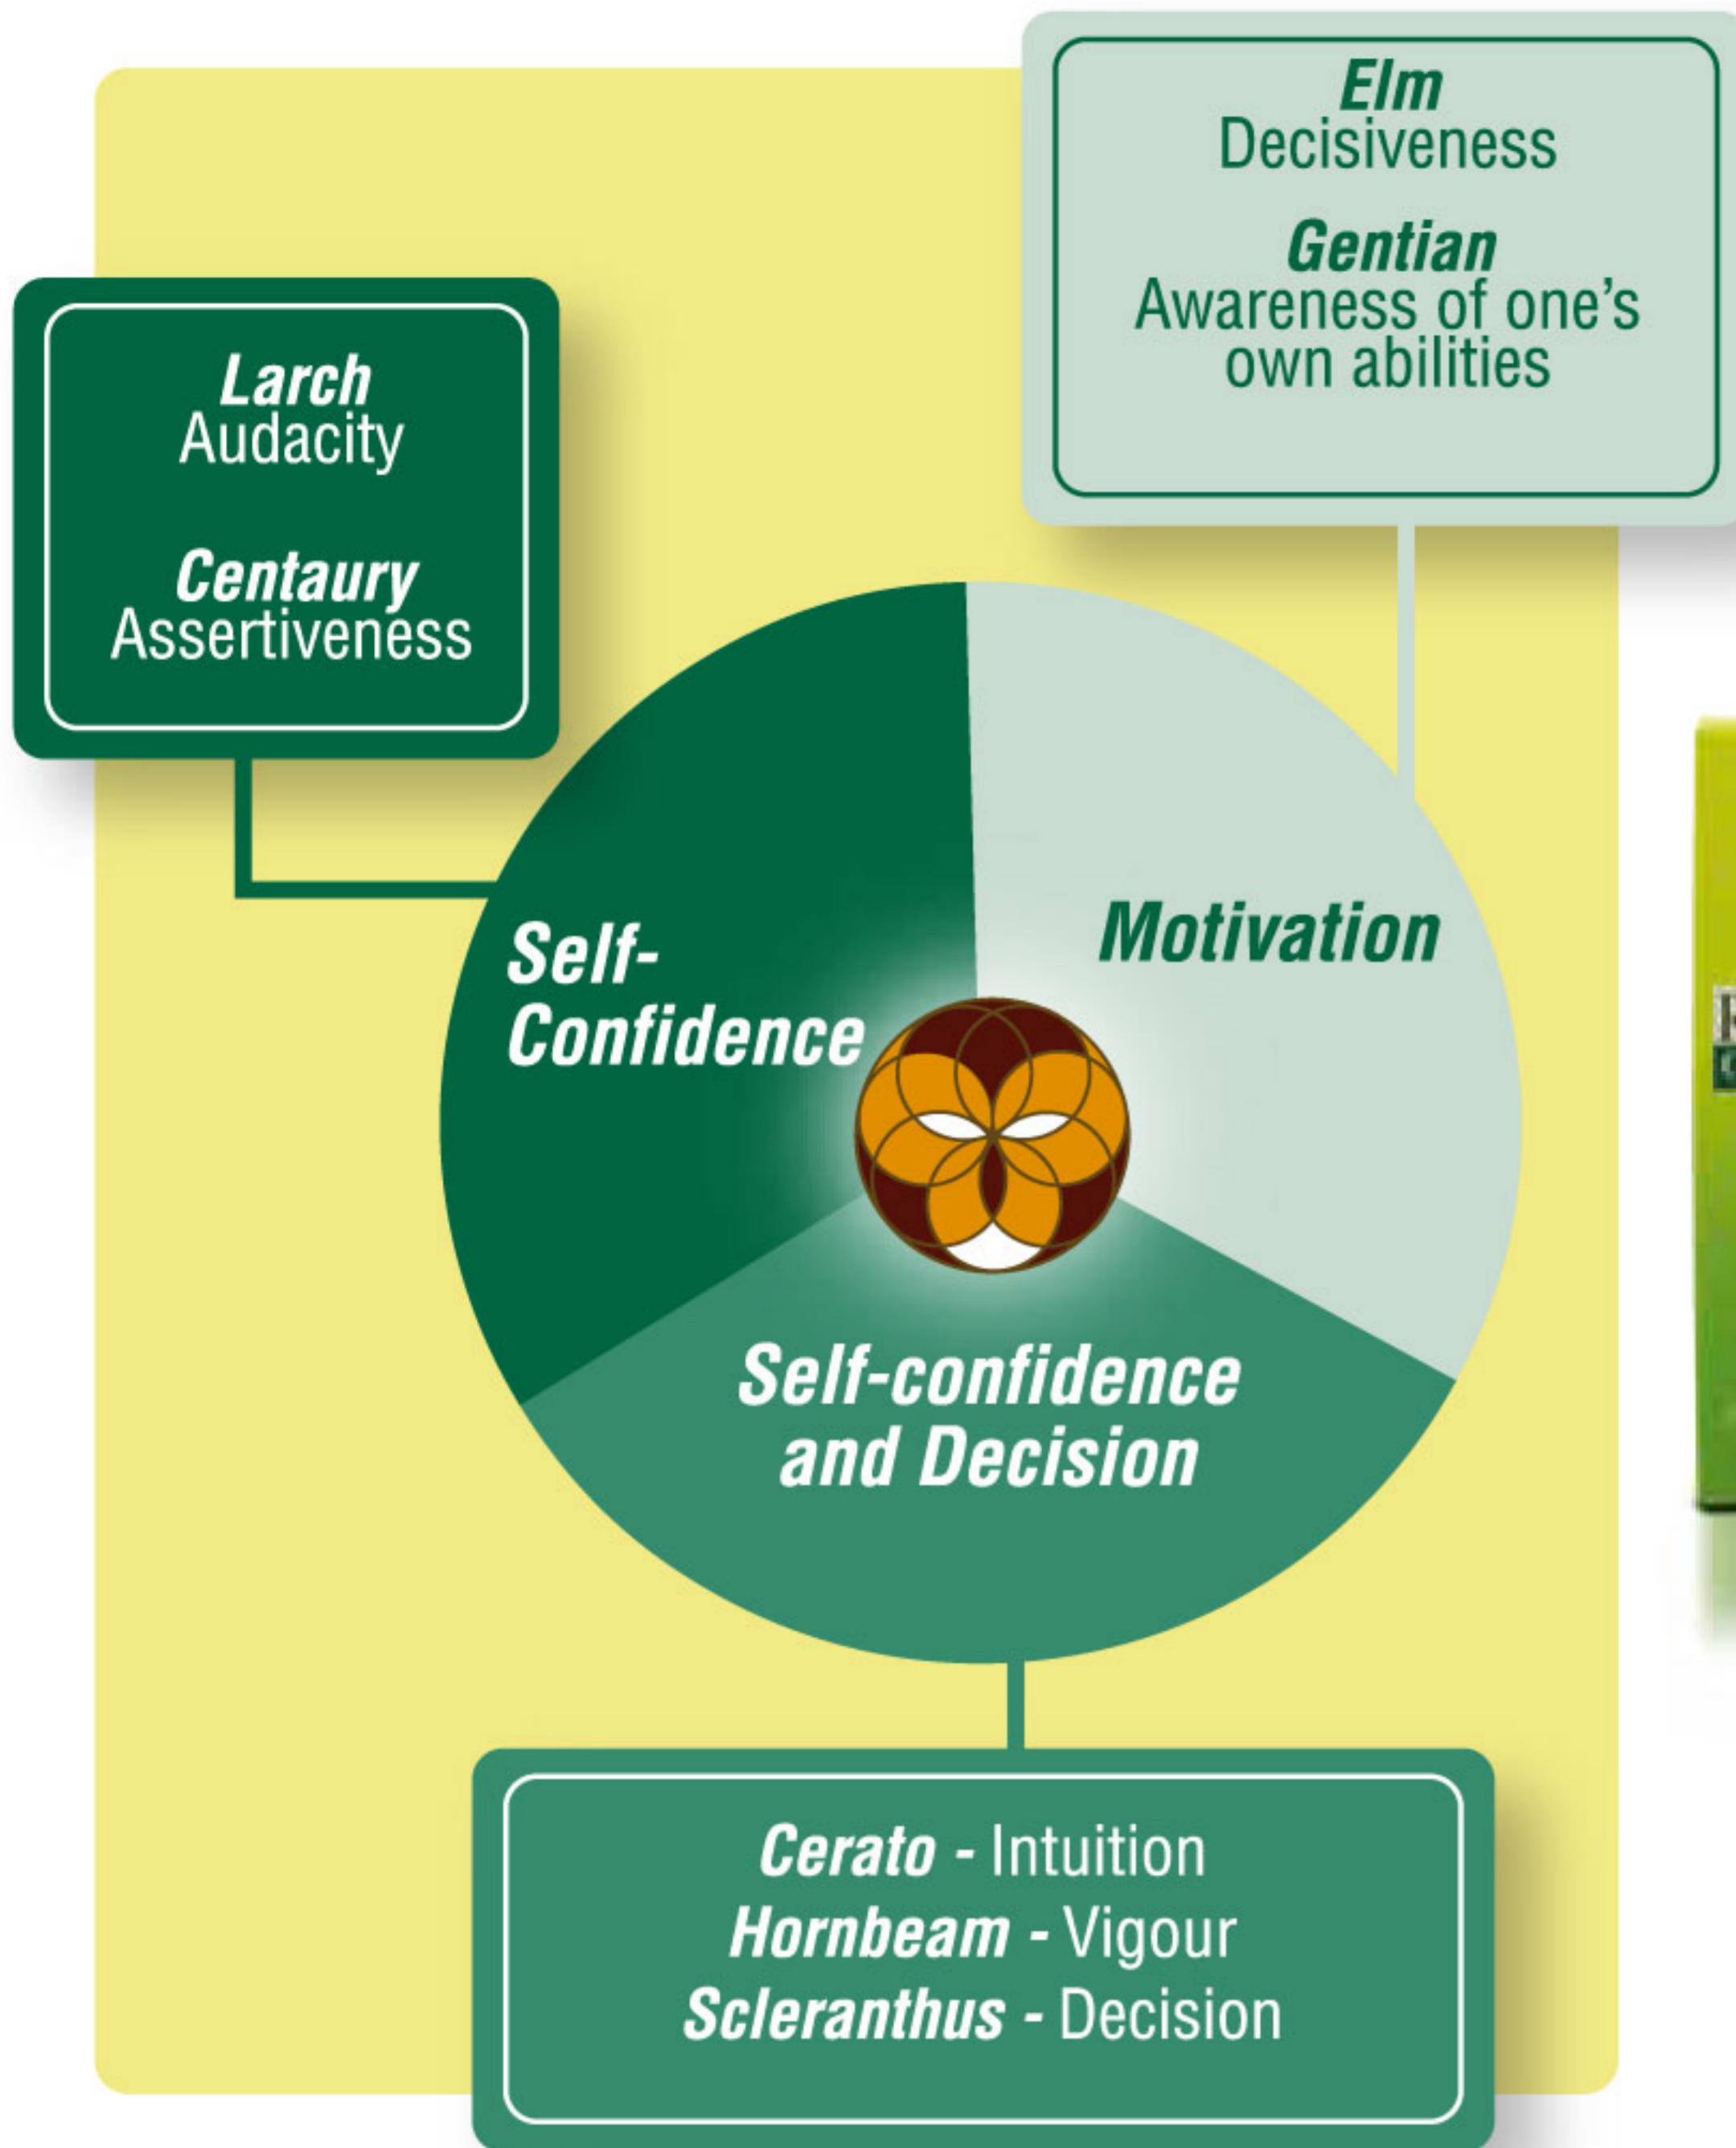 Elm
Decisiveness
Gentian
Awareness of one's
own abilities
Larch
Audacity
Centaury
Assertiveness
Motivation
Self-
Confidence
Self-confidence
and Decision
Cerato - Intuition
Hornbeam - Vigour
Scleranthus - Decision